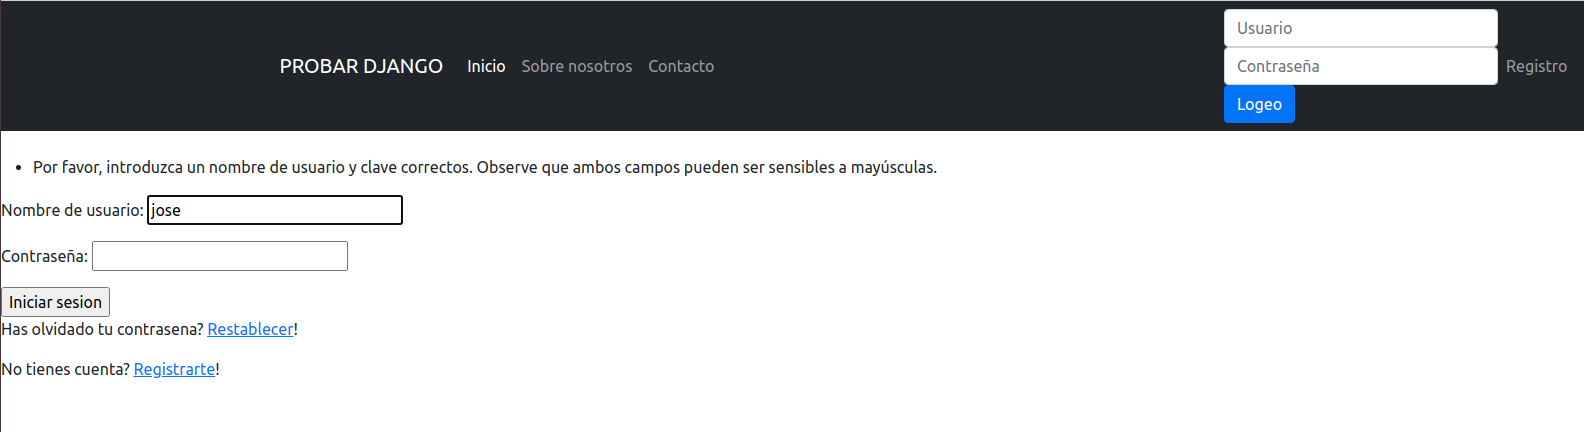 PROBAR DJANGO Inicio Sobre nosotros Contacto
Usuario
Contraseña
Registro
Logeo
Por favor, introduzca un nombre de usuario y clave correctos. Observe que ambos campos pueden ser sensibles a mayúsculas.
Nombre de usuario: jose
Contraseña:
Iniciar sesion
Has olvidado tu contrasena? Restablecer!
No tienes cuenta? Registrarte!